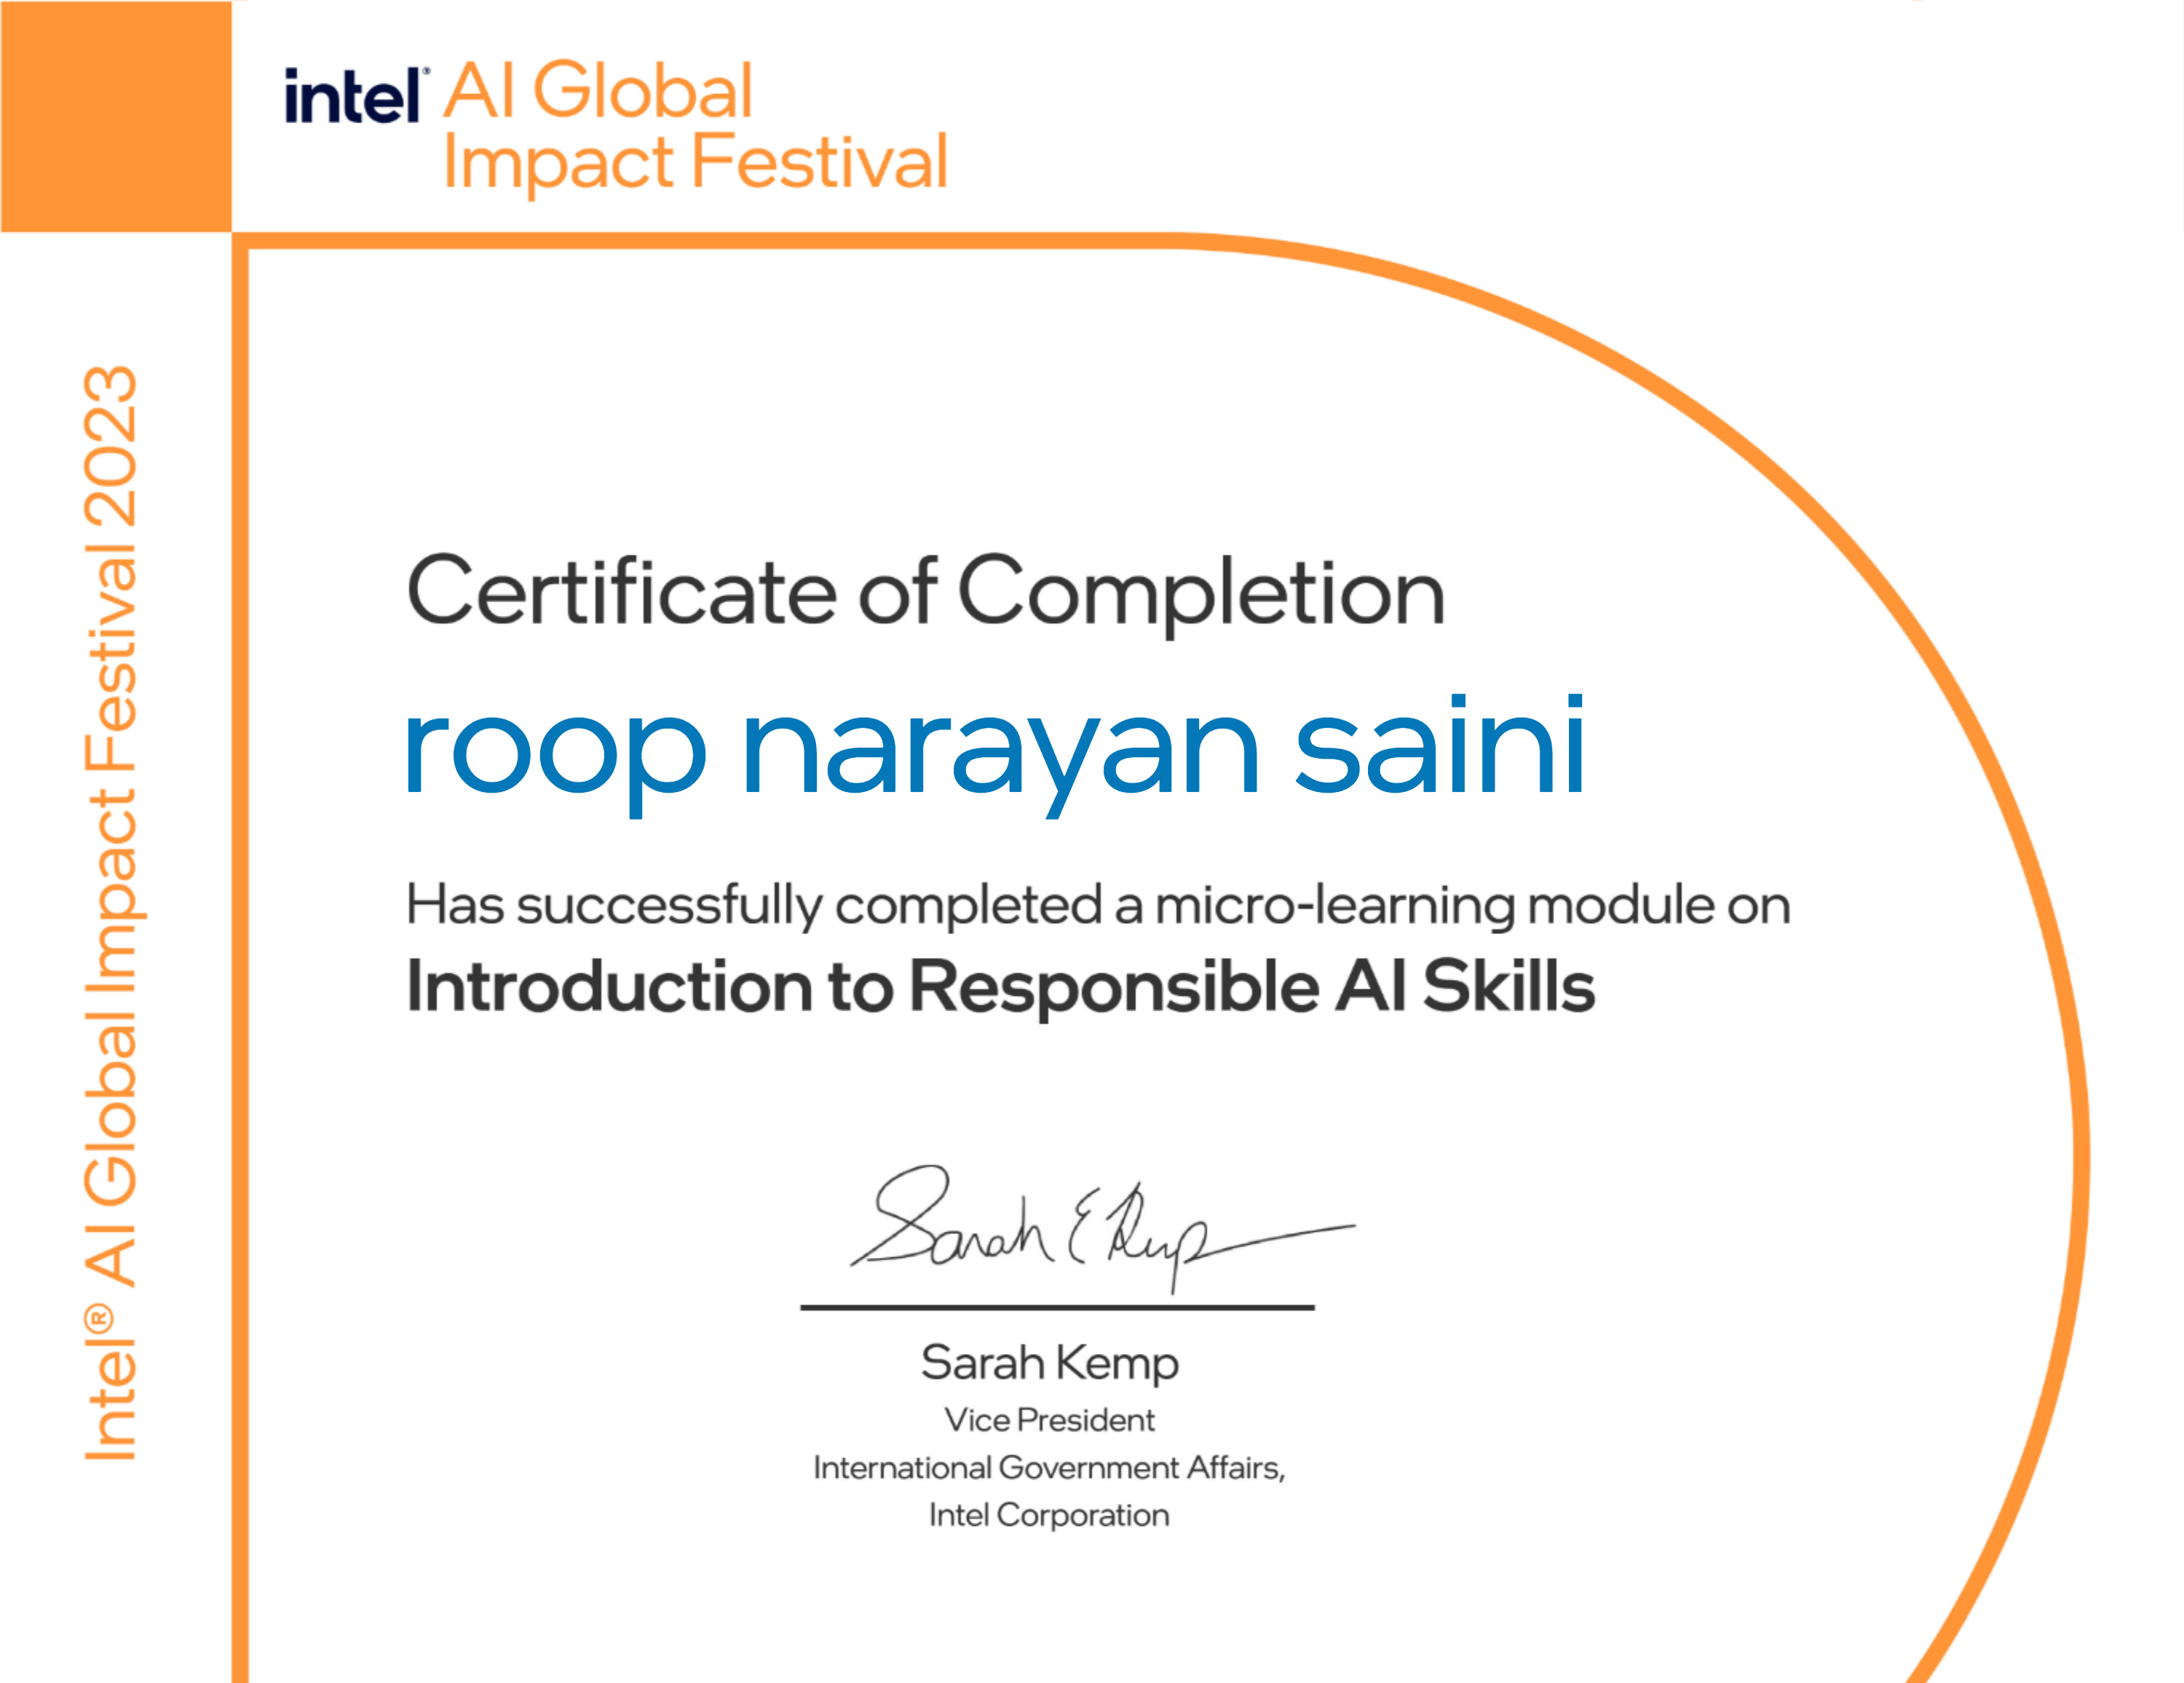 intel® AI Global
Impact Festival
Intel® AI Global Impact Festival 2023
Certificate of Completion
roop narayan saini
Has successfully completed a micro-learning module on
Introduction to Responsible AI Skills
Sarah E Kemp
Sarah Kemp
Vice President
International Government Affairs,
Intel Corporation